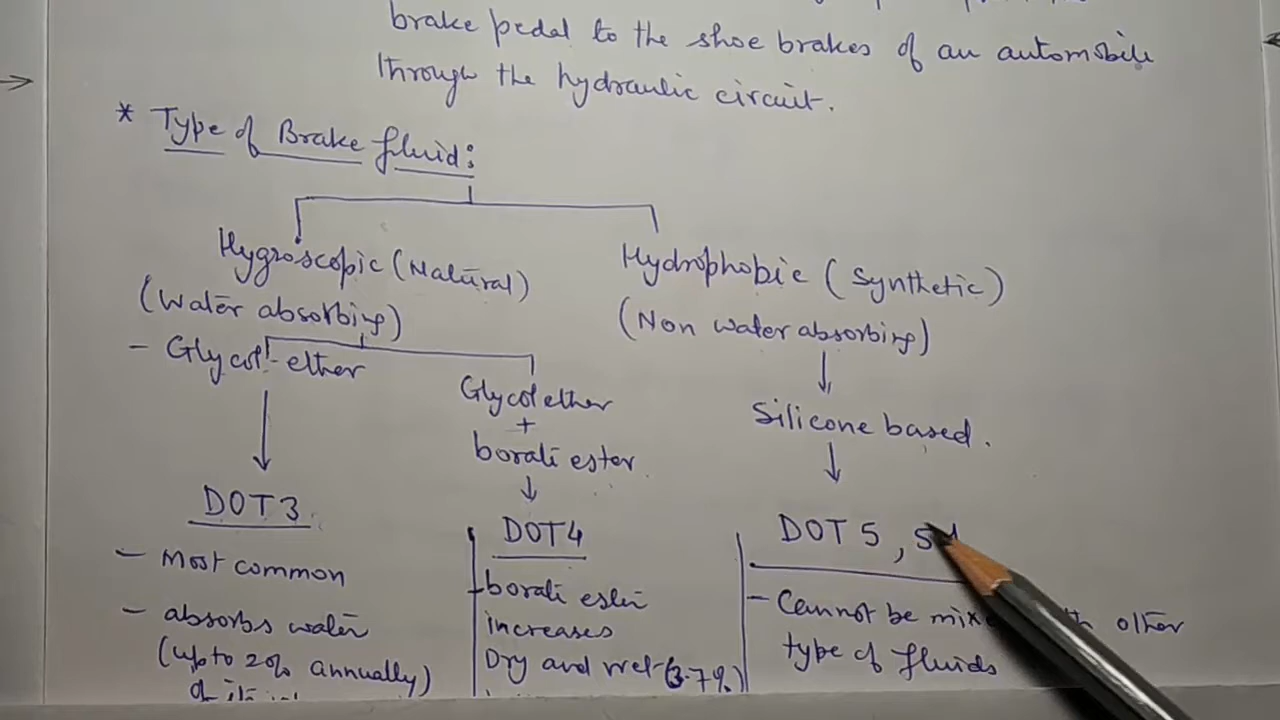 brake pedal to the shoe brakes of an automobile
through the hydraulic circuit.
* Type of Brake fluid:
Hygroscopic (Natural)
(Water absorbing)
- Glycol-ether
DOT3
- Most common
- absorbs water
(upto 2% annually)
Glycol ether
+
borate ester
DOT4
- borate ester
increases
Dry and wet (3.7%)
Hydrophobic (Synthetic)
(Non water absorbing)
Silicone based.
DOT 5,
- Cannot be other
type of fluids